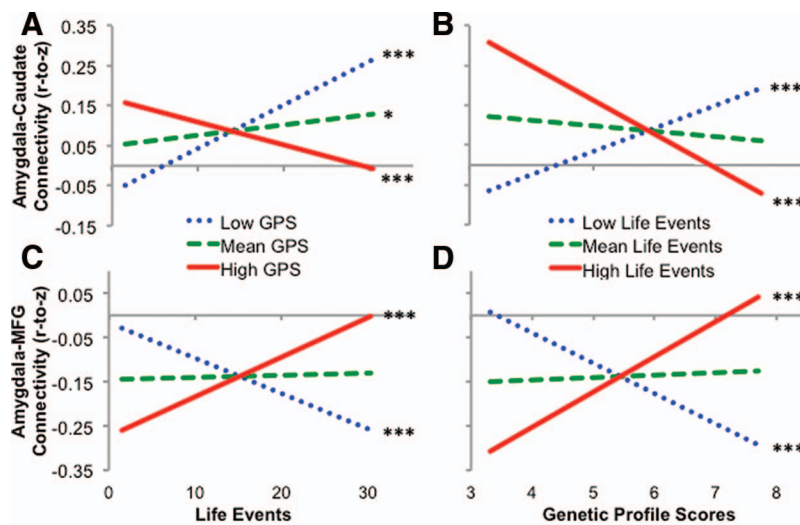 A
Amygdala-Caudate
Connectivity (r-to-z)
0.35
0.25
0.15
0.05
-0.05
-0.15
***
*
***
B
***
***
Low GPS
Mean GPS
High GPS
Low Life Events
Mean Life Events
High Life Events
C
Amygdala-MFG
Connectivity (r-to-z)
0.05
-0.05
-0.15
-0.25
-0.35
***
***
0 10 20 30
Life Events
D
***
***
3 4 5 6 7 8
Genetic Profile Scores